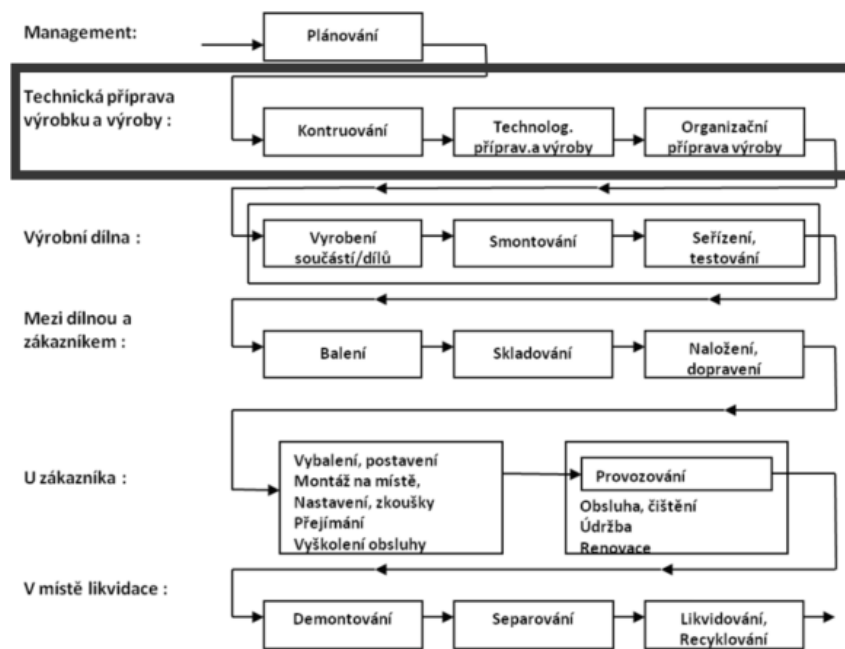 Management:
Plánování
Technická příprava
výrobku a výroby :
Kontruování
Technolog.
příprav.a výroby
Organizační
příprava výroby
Výrobní dílna :
Vyrobení
součástí/dílů
Smontování
Seřízení,
testování
Mezi dílnou a
zákazníkem :
Balení
Skladování
Naložení,
dopravení
U zákazníka :
Vybalení, postavení
Montáž na místě,
Nastavení, zkoušky
Přejímání
Vyškolení obsluhy
Provozování
Obsluha, čištění
Údržba
Renovace
V místě likvidace :
Demontování
Separování
Likvidování,
Recyklování